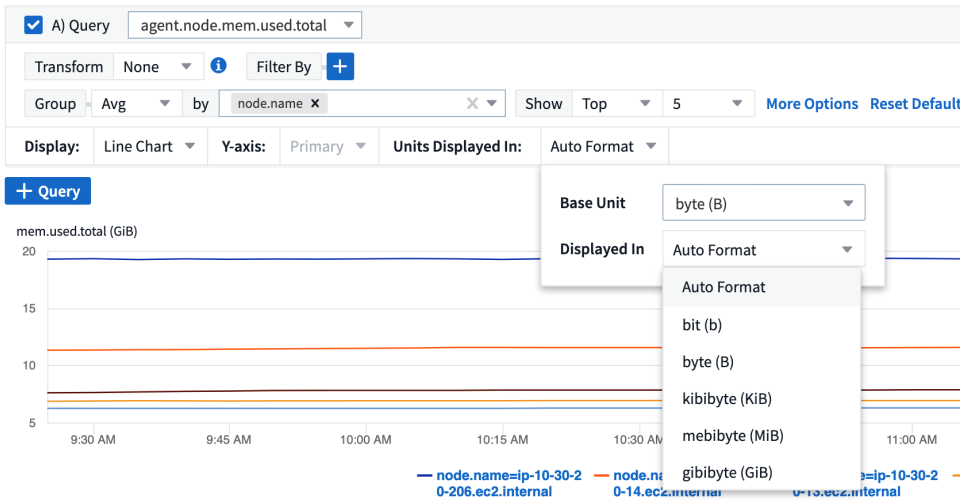 A) Query agent.node.mem.used.total
Transform None Filter By
Group Avg by node.name Show Top 5 More Options Reset Default
Display: Line Chart Y-axis: Primary Units Displayed In: Auto Format
Query
Base Unit byte (B)
Displayed In Auto Format
Auto Format
bit (b)
byte (B)
kibibyte (KiB)
mebibyte (MiB)
gibibyte (GiB)
mem.used.total (GiB)
20
15
10
5
9:30 AM 9:45 AM 10:00 AM 10:15 AM 10:30 AM 11:00 AM
node.name=ip-10-30-2
0-206.ec2.internal
0-14.ec2.internal
=ip-10-30-2
0-13.ec2.internal